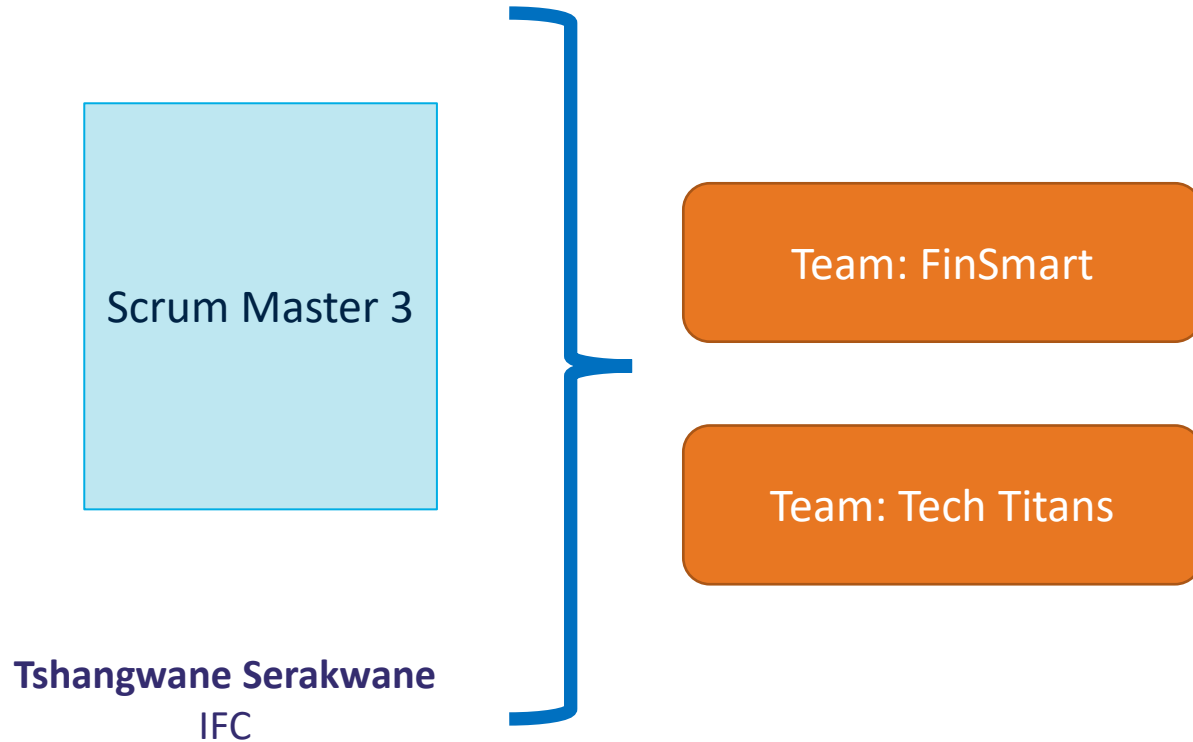 Scrum Master 3
Tshangwane Serakwane
IFC
Team: FinSmart
Team: Tech Titans